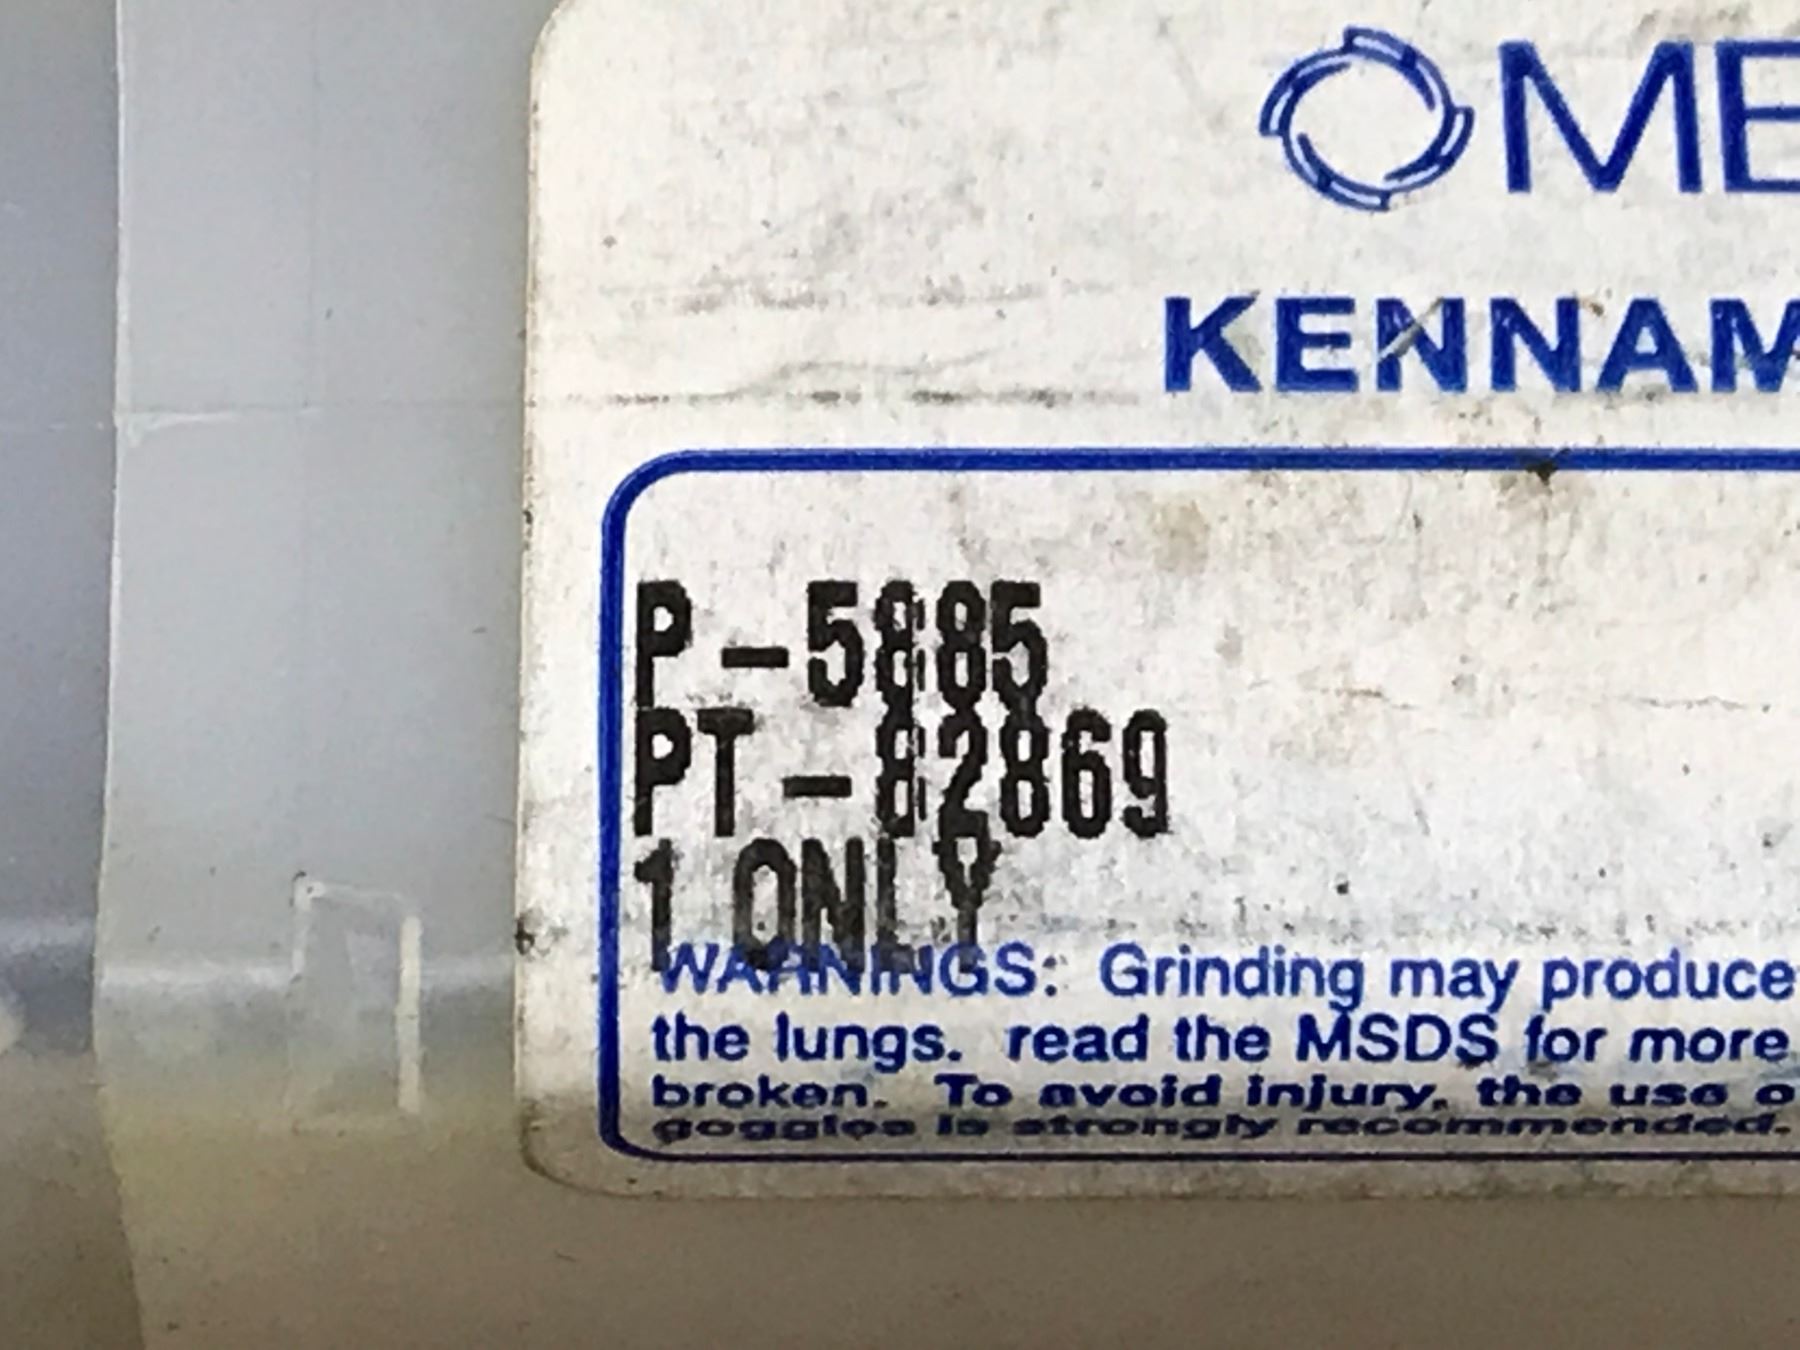 ME
KENNAM
P-5885
PT-82869
1 ONLY
WARNINGS: Grinding may produce
the lungs. read the MSDS for more
broken. To avoid injury, the use o
goggles is strongly recommended.